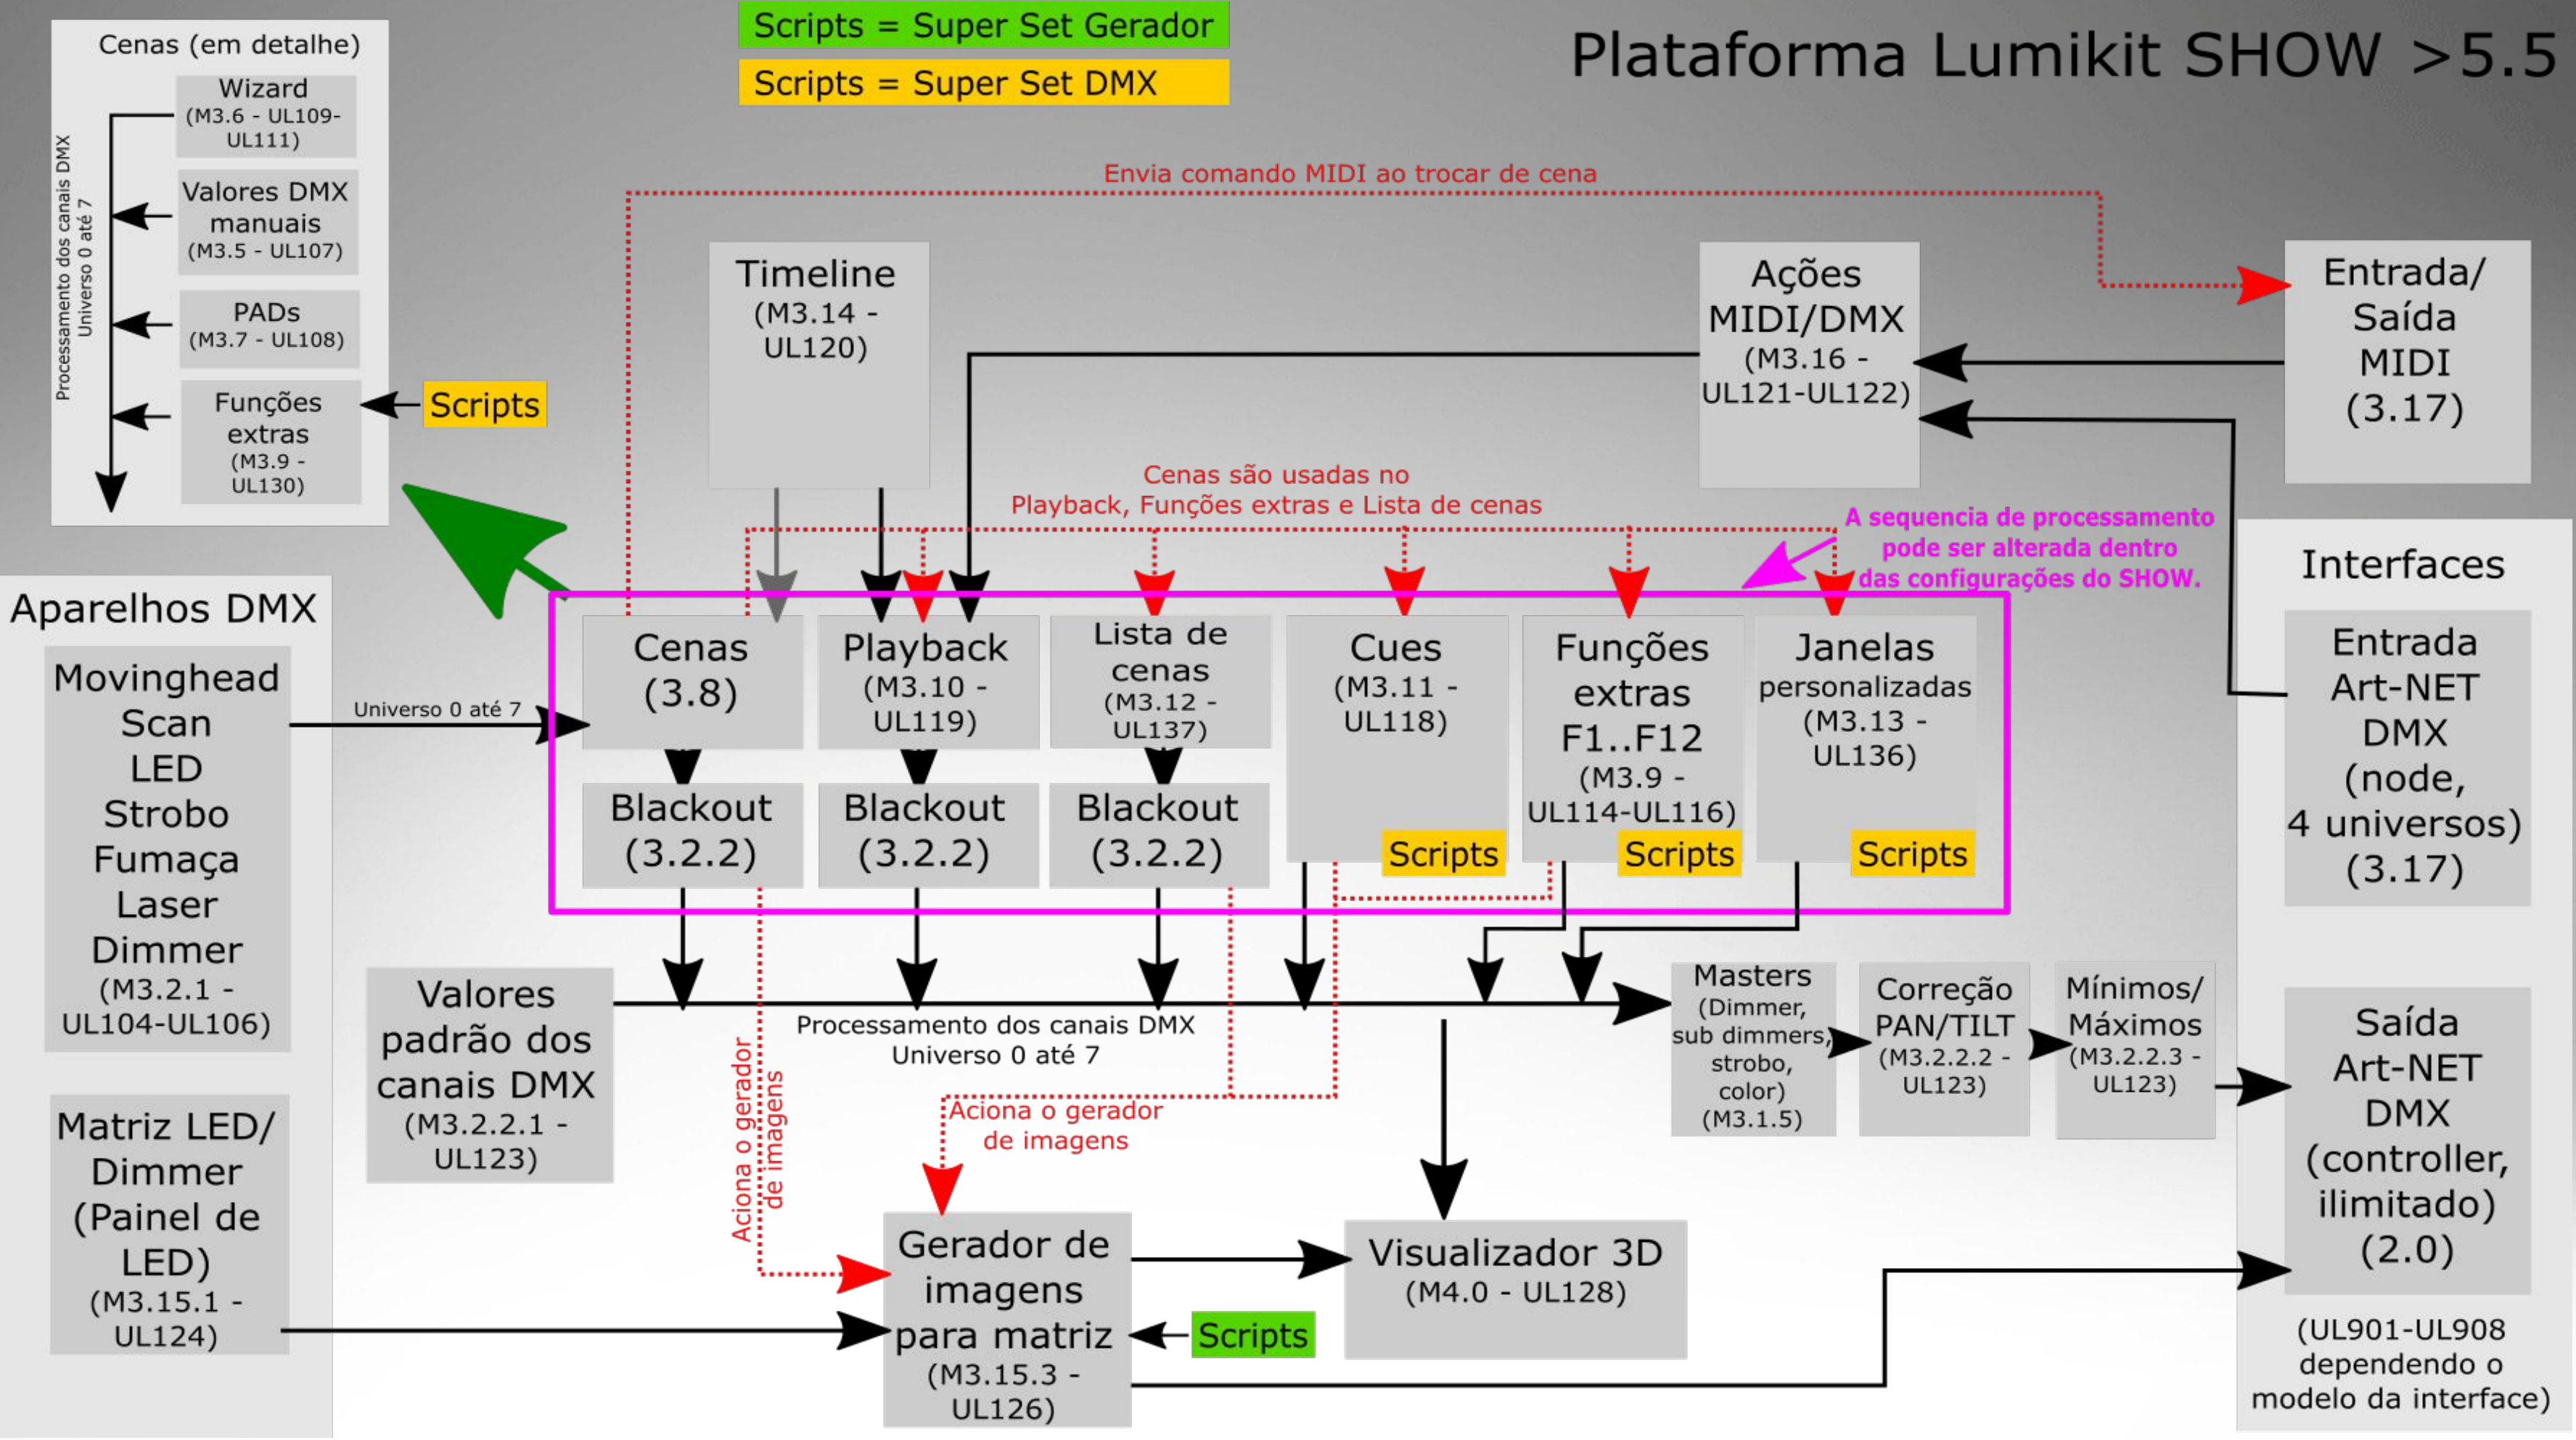 Scripts = Super Set Gerador
Scripts = Super Set DMX
Plataforma Lumikit SHOW >5.5
Cenas (em detalhe)
Wizard
(M3.6 - UL109-
UL111)
Valores DMX
manuais
(M3.5 - UL107)
PADs
(M3.7 - UL108)
Funções
extras
(M3.9 -
UL130)
Scripts
Processamento dos canais DMX
Universo 0 até 7
Envia comando MIDI ao trocar de cena
Timeline
(M3.14 -
UL120)
Ações
MIDI/DMX
(M3.16 -
UL121-UL122)
Entrada/
Saída
MIDI
(3.17)
Cenas são usadas no
Playback, Funções extras e Lista de cenas
A sequencia de processamento
pode ser alterada dentro
das configurações do SHOW.
Aparelhos DMX
Movinghead
Scan
LED
Strobo
Fumaça
Laser
Dimmer
(M3.2.1 -
UL104-UL106)
Matriz LED/
Dimmer
(Painel de
LED)
(M3.15.1 -
UL124)
Universo 0 até 7
Cenas
(3.8)
Blackout
(3.2.2)
Playback
(M3.10 -
UL119)
Blackout
(3.2.2)
Lista de
cenas
(M3.12 -
UL137)
Blackout
(3.2.2)
Cues
(M3.11 -
UL118)
Scripts
Funções
extras
F1..F12
(M3.9 -
UL114-UL116)
Scripts
Janelas
personalizadas
(M3.13 -
UL136)
Scripts
Interfaces
Entrada
Art-NET
DMX
(node,
4 universos)
(3.17)
Valores
padrão dos
canais DMX
(M3.2.2.1 -
UL123)
Processamento dos canais DMX
Universo 0 até 7
Masters
(Dimmer,
sub dimmers,
strobo,
color)
(M3.1.5)
Correção
PAN/TILT
(M3.2.2.2 -
UL123)
Mínimos/
Máximos
(M3.2.2.3 -
UL123)
Saída
Art-NET
DMX
(controller,
ilimitado)
(2.0)
(UL901-UL908
dependendo o
modelo da interface)
Aciona o gerador
de imagens
Aciona o gerador
de imagens
Gerador de
imagens
para matriz
(M3.15.3 -
UL126)
Scripts
Visualizador 3D
(M4.0 - UL128)